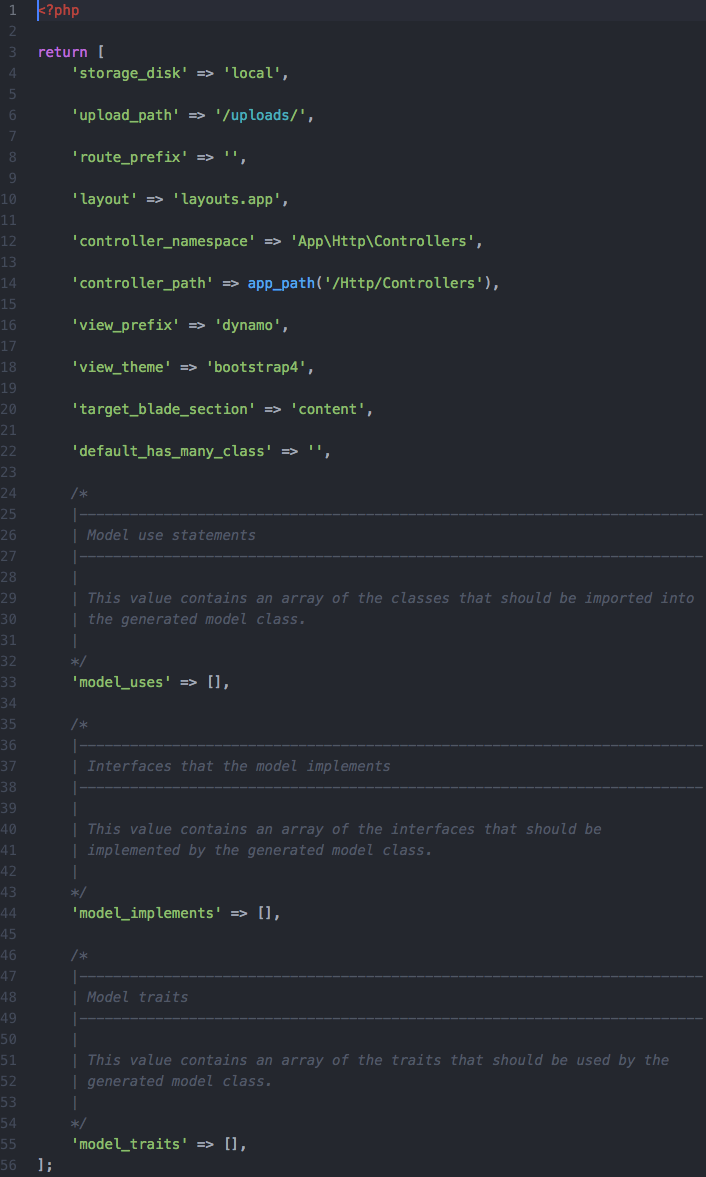 1 <?php
2
3 return [
4     'storage_disk' => 'local',
5
6     'upload_path' => '/uploads/',
7
8     'route_prefix' => '',
9
10     'layout' => 'layouts.app',
11
12     'controller_namespace' => 'App\Http\Controllers',
13
14     'controller_path' => app_path('/Http/Controllers'),
15
16     'view_prefix' => 'dynamo',
17
18     'view_theme' => 'bootstrap4',
19
20     'target_blade_section' => 'content',
21
22     'default_has_many_class' => '',
23
24     /*
25     |--------------------------------------------------------------------------
26     | Model use statements
27     |--------------------------------------------------------------------------
28     |
29     | This value contains an array of the classes that should be imported into
30     | the generated model class.
31     |
32     */
33     'model_uses' => [],
34
35     /*
36     |--------------------------------------------------------------------------
37     | Interfaces that the model implements
38     |--------------------------------------------------------------------------
39     |
40     | This value contains an array of the interfaces that should be
41     | implemented by the generated model class.
42     |
43     */
44     'model_implements' => [],
45
46     /*
47     |--------------------------------------------------------------------------
48     | Model traits
49     |--------------------------------------------------------------------------
50     |
51     | This value contains an array of the traits that should be used by the
52     | generated model class.
53     |
54     */
55     'model_traits' => [],
56 ];